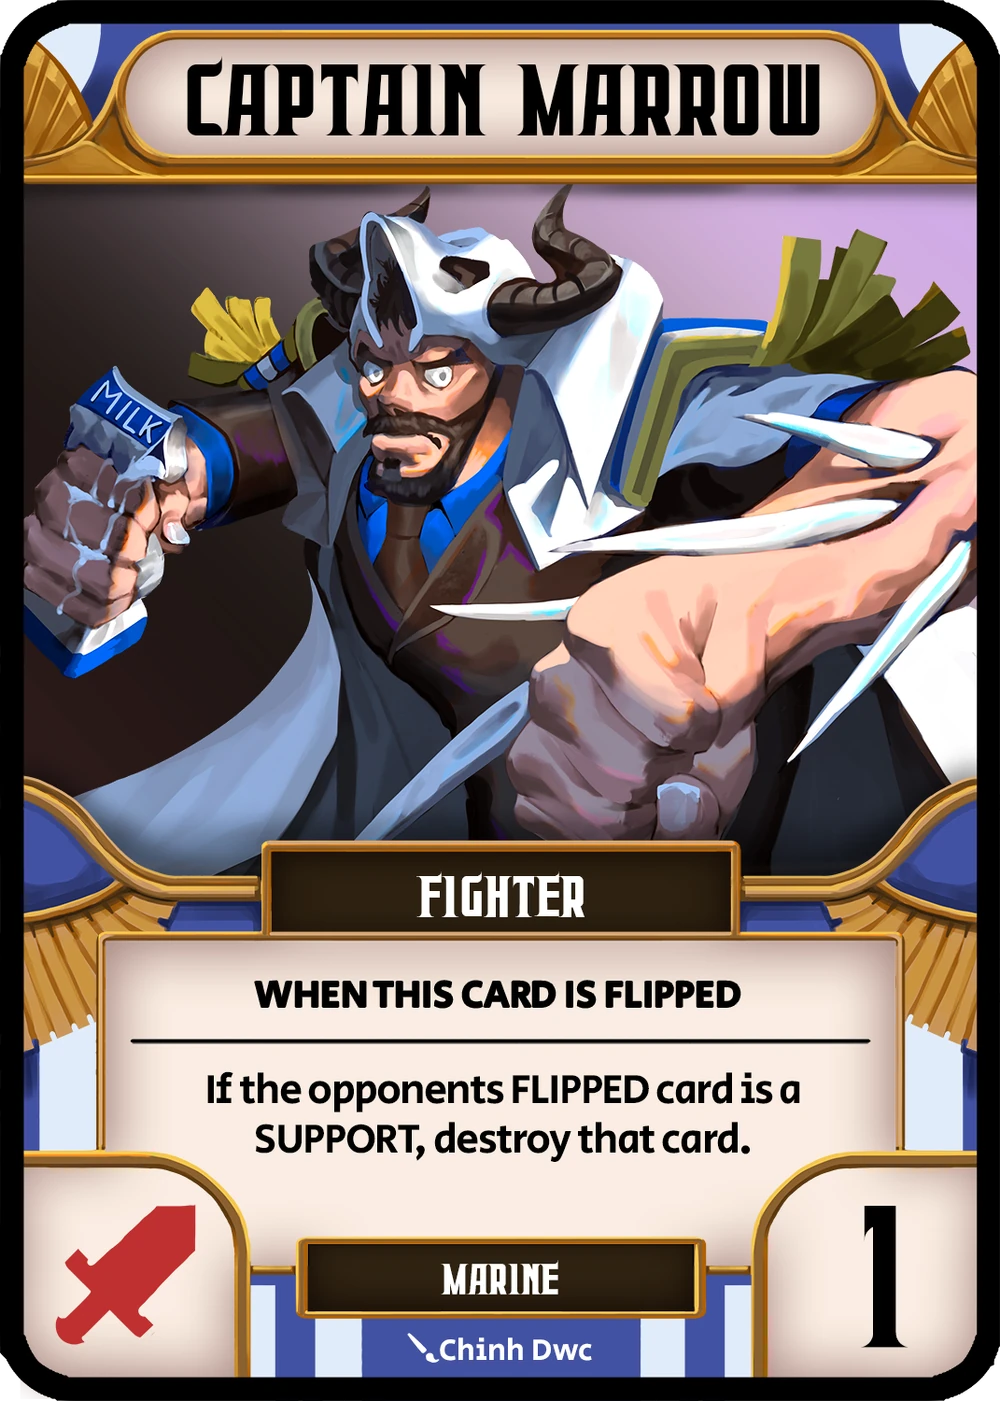 CAPTAIN MARROW
MILK
FIGHTER
WHEN THIS CARD IS FLIPPED
If the opponents FLIPPED card is a
SUPPORT, destroy that card.
1
MARINE
Chinh Dwc